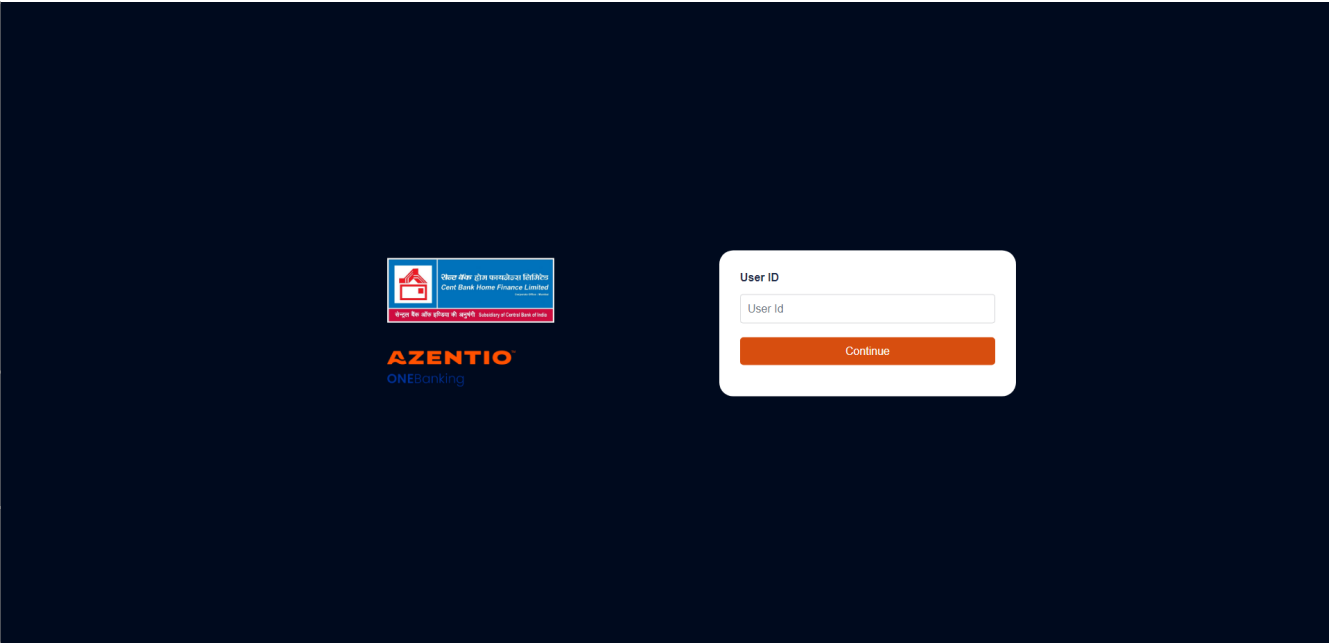 सेन्ट बैंक होम फायनेन्स लिमिटेड
Cent Bank Home Finance Limited
सेन्ट्रल बैंक ऑफ इण्डिया की अनुषंगी Subsidiary of Central Bank of India
AZENTIO
ONEBanking
User ID
User Id
Continue